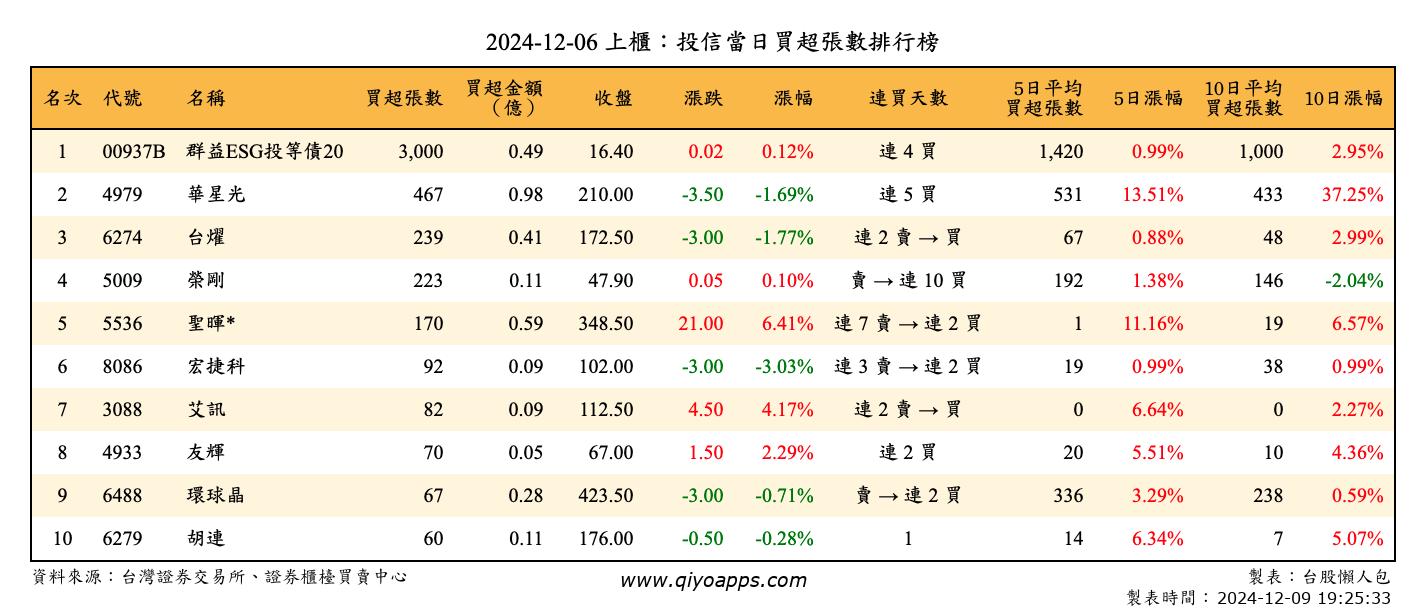 2024-12-06 上櫃：投信當日買超張數排行榜
名次 代號 名稱 買超張數 買超金額（億） 收盤 漲跌 漲幅 連買天數 5日平均買超張數 5日漲幅 10日平均買超張數 10日漲幅
1 00937B 群益ESG投等債20 3,000 0.49 16.40 0.02 0.12% 連 4 買 1,420 0.99% 1,000 2.95%
2 4979 華星光 467 0.98 210.00 -3.50 -1.69% 連 5 買 531 13.51% 433 37.25%
3 6274 台燿 239 0.41 172.50 -3.00 -1.77% 連 2 賣 → 買 67 0.88% 48 2.99%
4 5009 榮剛 223 0.11 47.90 0.05 0.10% 賣 → 連 10 買 192 1.38% 146 -2.04%
5 5536 聖暉* 170 0.59 348.50 21.00 6.41% 連 7 賣 → 連 2 買 1 11.16% 19 6.57%
6 8086 宏捷科 92 0.09 102.00 -3.00 -3.03% 連 3 賣 → 連 2 買 19 0.99% 38 0.99%
7 3088 艾訊 82 0.09 112.50 4.50 4.17% 連 2 賣 → 買 0 6.64% 0 2.27%
8 4933 友輝 70 0.05 67.00 1.50 2.29% 連 2 買 20 5.51% 10 4.36%
9 6488 環球晶 67 0.28 423.50 -3.00 -0.71% 賣 → 連 2 買 336 3.29% 238 0.59%
10 6279 胡連 60 0.11 176.00 -0.50 -0.28% 1 14 6.34% 7 5.07%
資料來源：台灣證券交易所、證券櫃檯買賣中心 www.qiyoapps.com 製表：台股懶人包
製表時間：2024-12-09 19:25:33